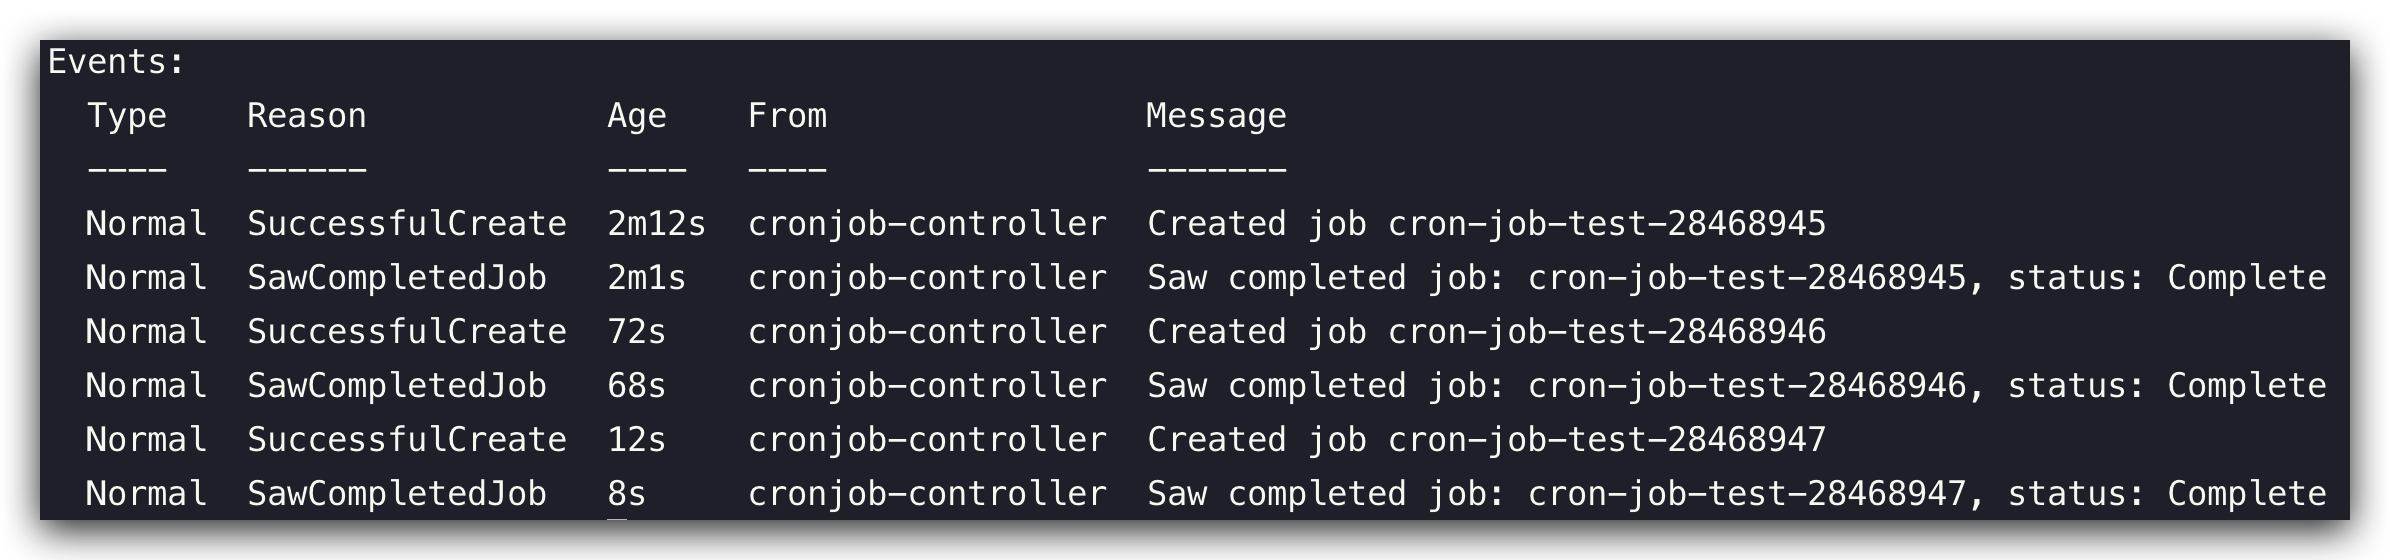 Events:
  Type    Reason            Age    From                Message
  ----    ------            ----   ----                -------
  Normal  SuccessfulCreate  2m12s  cronjob-controller  Created job cron-job-test-28468945
  Normal  SawCompletedJob   2m1s   cronjob-controller  Saw completed job: cron-job-test-28468945, status: Complete
  Normal  SuccessfulCreate  72s    cronjob-controller  Created job cron-job-test-28468946
  Normal  SawCompletedJob   68s    cronjob-controller  Saw completed job: cron-job-test-28468946, status: Complete
  Normal  SuccessfulCreate  12s    cronjob-controller  Created job cron-job-test-28468947
  Normal  SawCompletedJob   8s     cronjob-controller  Saw completed job: cron-job-test-28468947, status: Complete